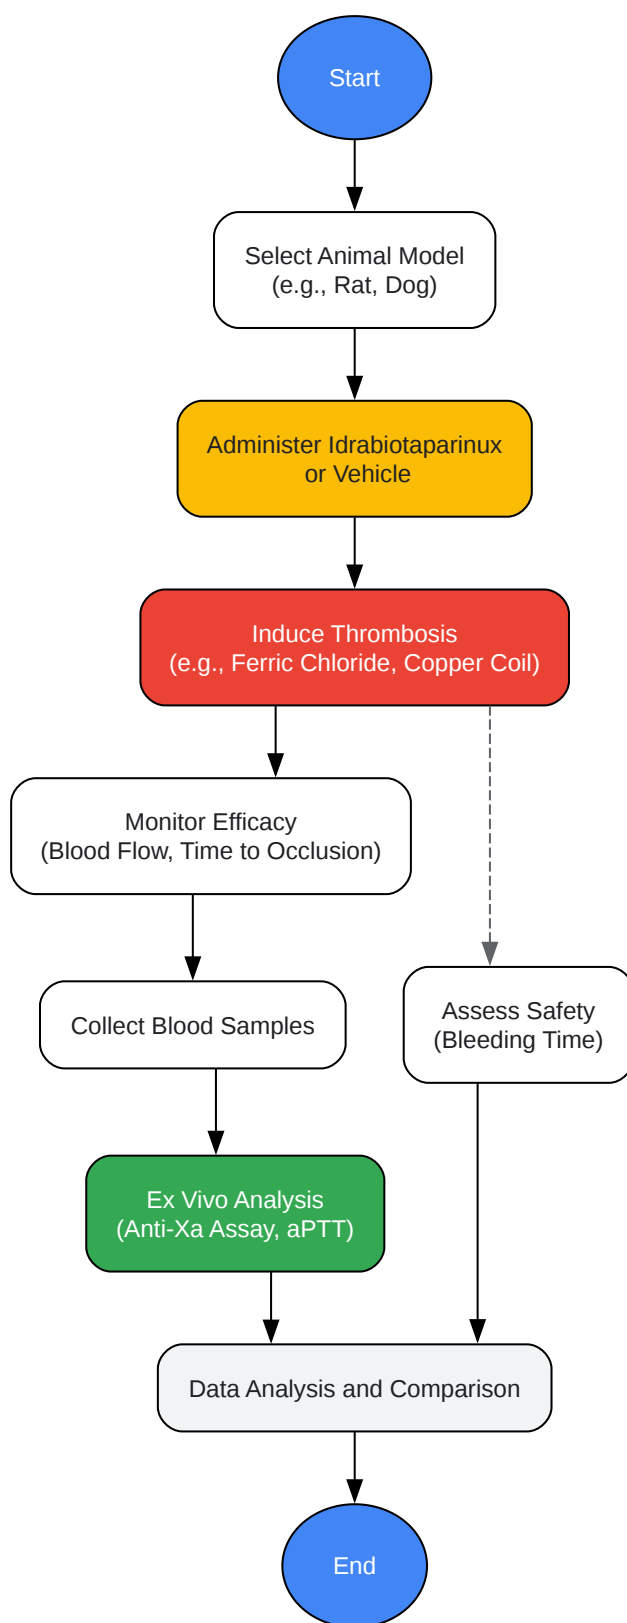 Start
Select Animal Model
(e.g., Rat, Dog)
Administer Idrabiotaparinux
or Vehicle
Induce Thrombosis
(e.g., Ferric Chloride, Copper Coil)
Monitor Efficacy
(Blood Flow, Time to Occlusion)
Collect Blood Samples
Assess Safety
(Bleeding Time)
Ex Vivo Analysis
(Anti-Xa Assay, aPTT)
Data Analysis and Comparison
End